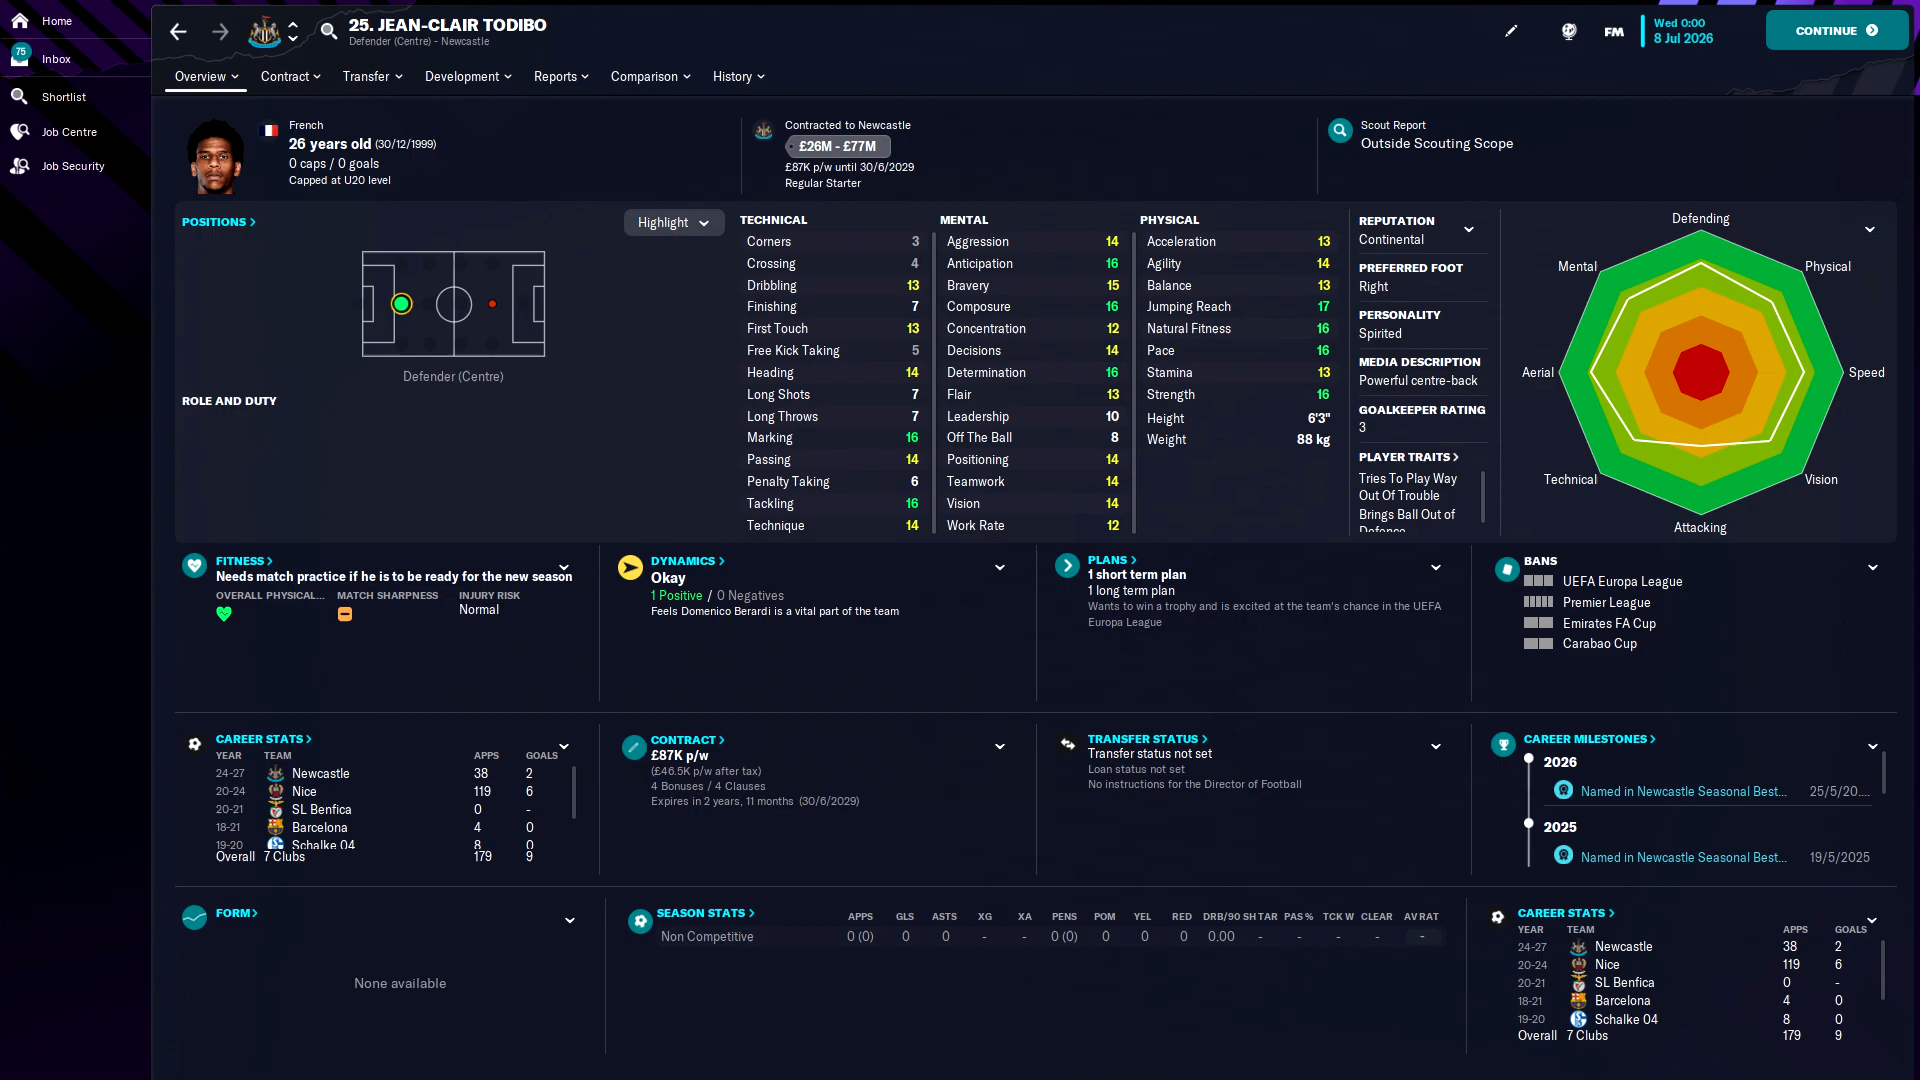 Home
75
Inbox
Shortlist
Job Centre
Job Security
25. JEAN-CLAIR TODIBO
Defender (Centre) - Newcastle
FM
Wed 0:00
8 Jul 2026
CONTINUE
Overview
Contract
Transfer
Development
Reports
Comparison
History
French
26 years old (30/12/1999)
0 caps / 0 goals
Capped at U20 level
Contracted to Newcastle
£26M - £77M
£87K p/w until 30/6/2029
Regular Starter
Scout Report
Outside Scouting Scope
POSITIONS
Highlight
Defender (Centre)
ROLE AND DUTY
TECHNICAL
Corners 3
Crossing 4
Dribbling 13
Finishing 7
First Touch 13
Free Kick Taking 5
Heading 14
Long Shots 7
Long Throws 7
Marking 16
Passing 14
Penalty Taking 6
Tackling 16
Technique 14
MENTAL
Aggression 14
Anticipation 16
Bravery 15
Composure 16
Concentration 12
Decisions 14
Determination 16
Flair 13
Leadership 10
Off The Ball 8
Positioning 14
Teamwork 14
Vision 14
Work Rate 12
PHYSICAL
Acceleration 13
Agility 14
Balance 13
Jumping Reach 17
Natural Fitness 16
Pace 16
Stamina 13
Strength 16
Height 6'3"
Weight 88 kg
REPUTATION
Continental
PREFERRED FOOT
Right
PERSONALITY
Spirited
MEDIA DESCRIPTION
Powerful centre-back
GOALKEEPER RATING
3
PLAYER TRAITS
Tries To Play Way
Out Of Trouble
Brings Ball Out of
Defence
Defending
Mental
Physical
Aerial
Speed
Technical
Vision
Attacking
FITNESS
Needs match practice if he is to be ready for the new season
OVERALL PHYSICAL... MATCH SHARPNESS INJURY RISK
Normal
DYNAMICS
Okay
1 Positive / 0 Negatives
Feels Domenico Berardi is a vital part of the team
PLANS
1 short term plan
1 long term plan
Wants to win a trophy and is excited at the team's chance in the UEFA
Europa League
BANS
UEFA Europa League
Premier League
Emirates FA Cup
Carabao Cup
CAREER STATS
YEAR TEAM APPS GOALS
24-27 Newcastle 38 2
20-24 Nice 119 6
20-21 SL Benfica 0 -
18-21 Barcelona 4 0
19-20 Schalke 04 8 0
Overall 7 Clubs 179 9
CONTRACT
£87K p/w
(£46.5K p/w after tax)
4 Bonuses / 4 Clauses
Expires in 2 years, 11 months (30/6/2029)
TRANSFER STATUS
Transfer status not set
Loan status not set
No instructions for the Director of Football
CAREER MILESTONES
2026
Named in Newcastle Seasonal Best... 25/5/20....
2025
Named in Newcastle Seasonal Best... 19/5/2025
FORM
None available
SEASON STATS APPS GLS ASTS XG XA PENS POM YEL RED DRB/90 SH TAR PAS % TCK W CLEAR AV RAT
Non Competitive 0 (0) 0 0 - - 0 (0) 0 0 0 0.00 - - - - -
CAREER STATS
YEAR TEAM APPS GOALS
24-27 Newcastle 38 2
20-24 Nice 119 6
20-21 SL Benfica 0 -
18-21 Barcelona 4 0
19-20 Schalke 04 8 0
Overall 7 Clubs 179 9